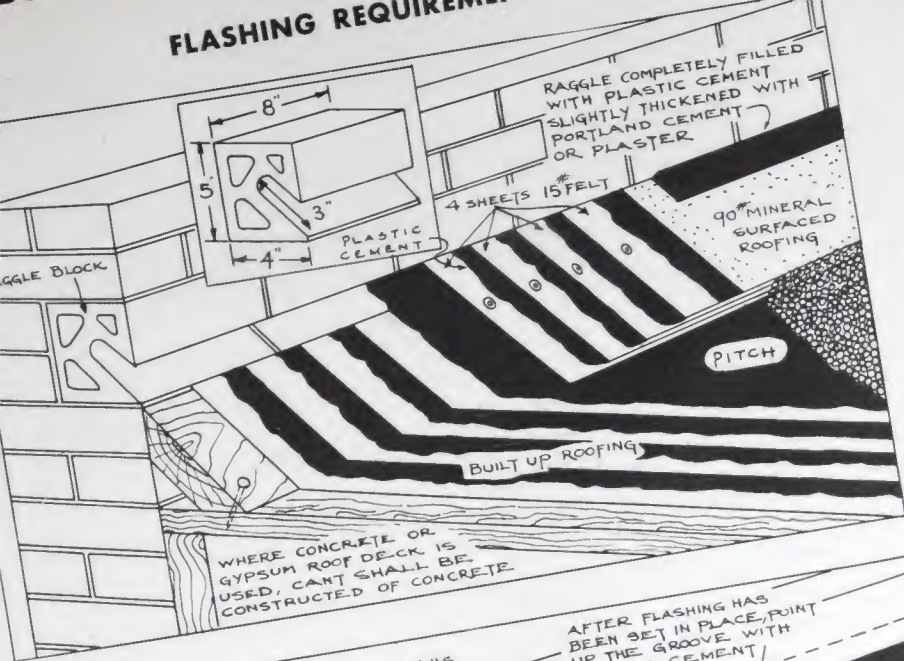 FLASHING
8"
5"
3"
4"
RAGGLE COMPLETELY FILLED
WITH PLASTIC CEMENT
SLIGHTLY THICKENED WITH
PORTLAND CEMENT
OR PLASTER
4 SHEETS 15# FELT
PLASTIC
CEMENT
90# MINERAL
SURFACED
ROOFING
BLOCK
PITCH
BUILT UP ROOFING
WHERE CONCRETE OR
GYPSUM ROOF DECK IS
USED, CANT SHALL BE
CONSTRUCTED OF CONCRETE
AFTER FLASHING HAS
BEEN SET IN PLACE, POINT
UP THE GROOVE WITH
CEMENT